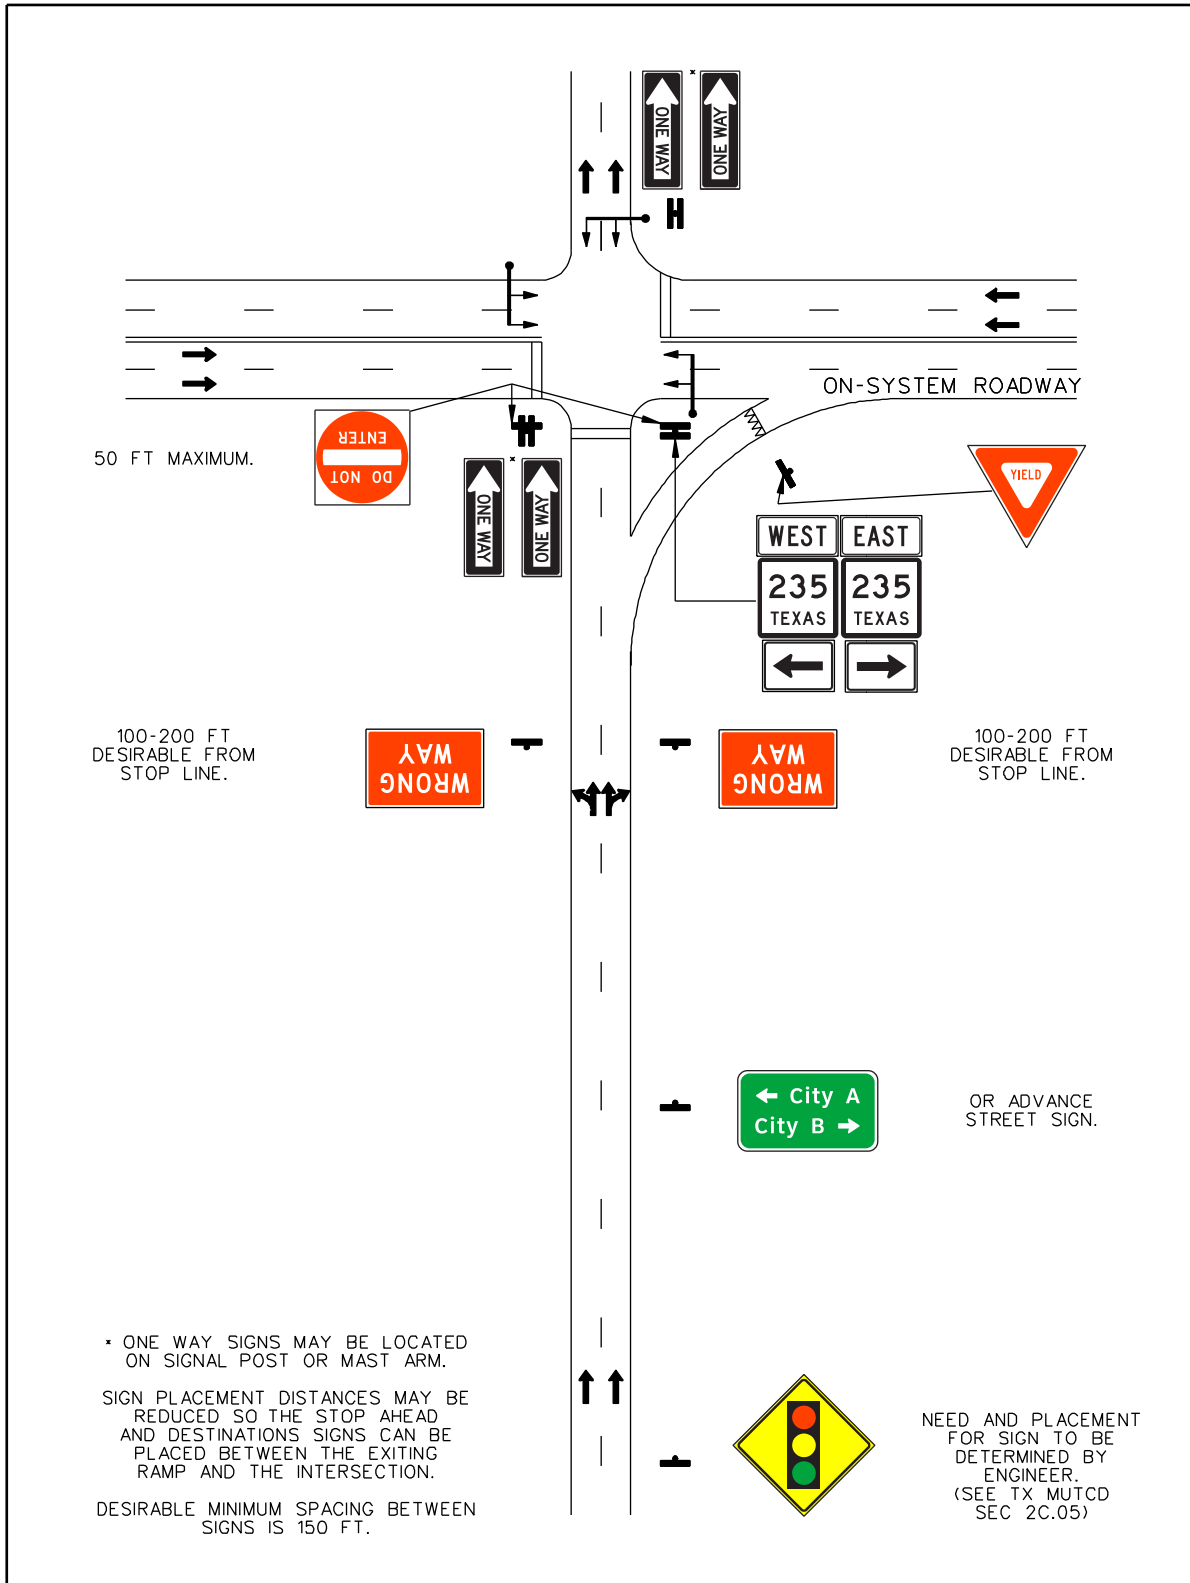 ONE WAY
ONE WAY
ON-SYSTEM ROADWAY
DO NOT
ENTER
50 FT MAXIMUM.
YIELD
ONE WAY
ONE WAY
WEST
EAST
235
TEXAS
235
TEXAS
100-200 FT
DESIRABLE FROM
STOP LINE.
WRONG
WAY
WRONG
WAY
100-200 FT
DESIRABLE FROM
STOP LINE.
City A
City B
OR ADVANCE
STREET SIGN.
* ONE WAY SIGNS MAY BE LOCATED
ON SIGNAL POST OR MAST ARM.
SIGN PLACEMENT DISTANCES MAY BE
REDUCED SO THE STOP AHEAD
AND DESTINATIONS SIGNS CAN BE
PLACED BETWEEN THE EXITING
RAMP AND THE INTERSECTION.
DESIRABLE MINIMUM SPACING BETWEEN
SIGNS IS 150 FT.
NEED AND PLACEMENT
FOR SIGN TO BE
DETERMINED BY
ENGINEER.
(SEE TX MUTCD
SEC 2C.05)